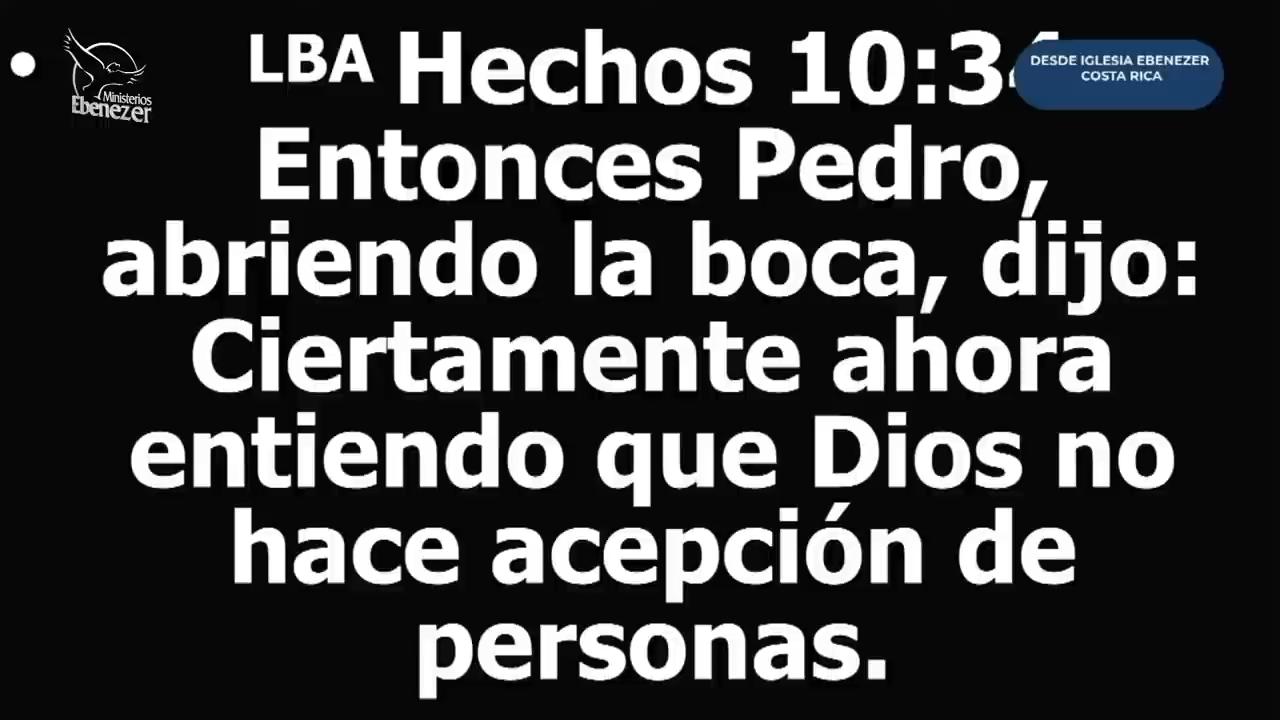 LBA Hechos 10:34
Entonces Pedro,
abriendo la boca, dijo:
Ciertamente ahora
entiendo que Dios no
hace acepción de
personas.
Ministerios
Ebenezer
DESDE IGLESIA EBENEZER
COSTA RICA